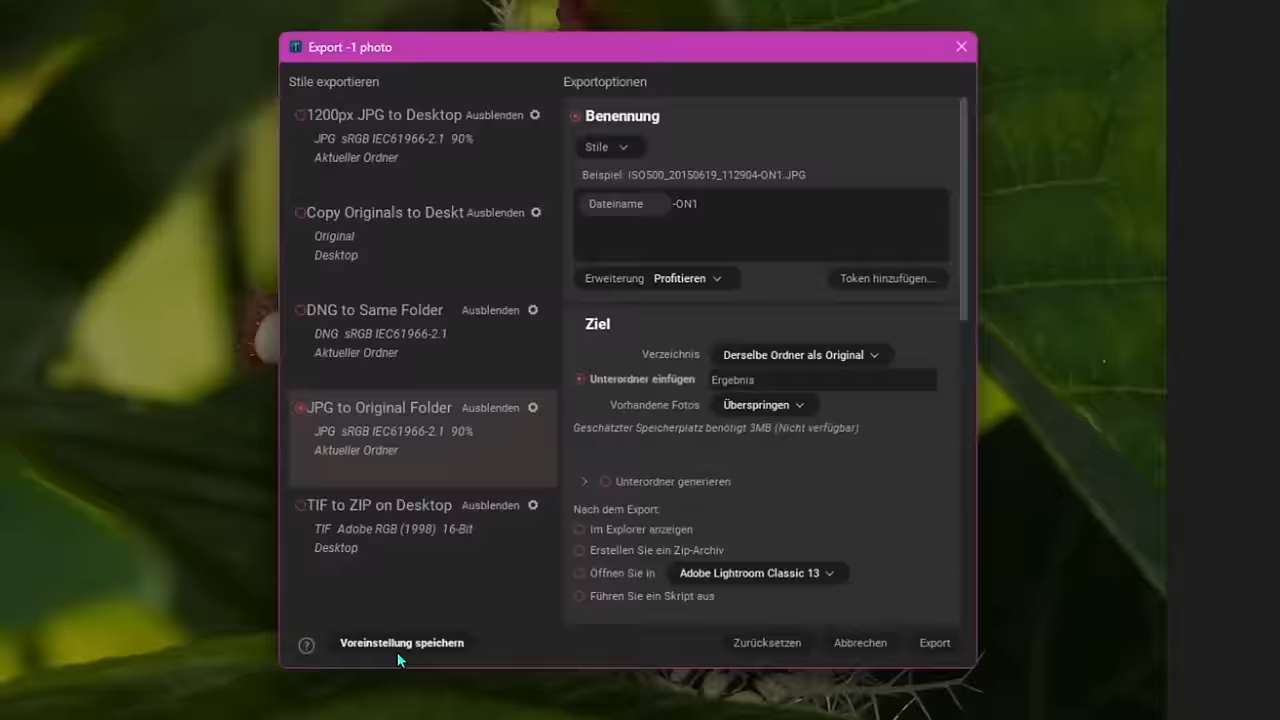 Export -1 photo
Stile exportieren
1200px JPG to Desktop Ausblenden
JPG sRGB IEC61966-2.1 90%
Aktueller Ordner
Copy Originals to Deskt Ausblenden
Original
Desktop
DNG to Same Folder Ausblenden
DNG sRGB IEC61966-2.1
Aktueller Ordner
JPG to Original Folder Ausblenden
JPG sRGB IEC61966-2.1 90%
Aktueller Ordner
TIF to ZIP on Desktop Ausblenden
TIF Adobe RGB (1998) 16-Bit
Desktop
Exportoptionen
Benennung
Stile
Beispiel: ISO500_20150619_112904-ON1.JPG
Dateiname -ON1
Erweiterung Profitieren Token hinzufügen...
Ziel
Verzeichnis Derselbe Ordner als Original
Unterordner einfügen Ergebnis
Vorhandene Fotos Überspringen
Geschätzter Speicherplatz benötigt 3MB (Nicht verfügbar)
Unterordner generieren
Nach dem Export:
Im Explorer anzeigen
Erstellen Sie ein Zip-Archiv
Öffnen Sie in Adobe Lightroom Classic 13
Führen Sie ein Skript aus
? Voreinstellung speichern Zurücksetzen Abbrechen Export